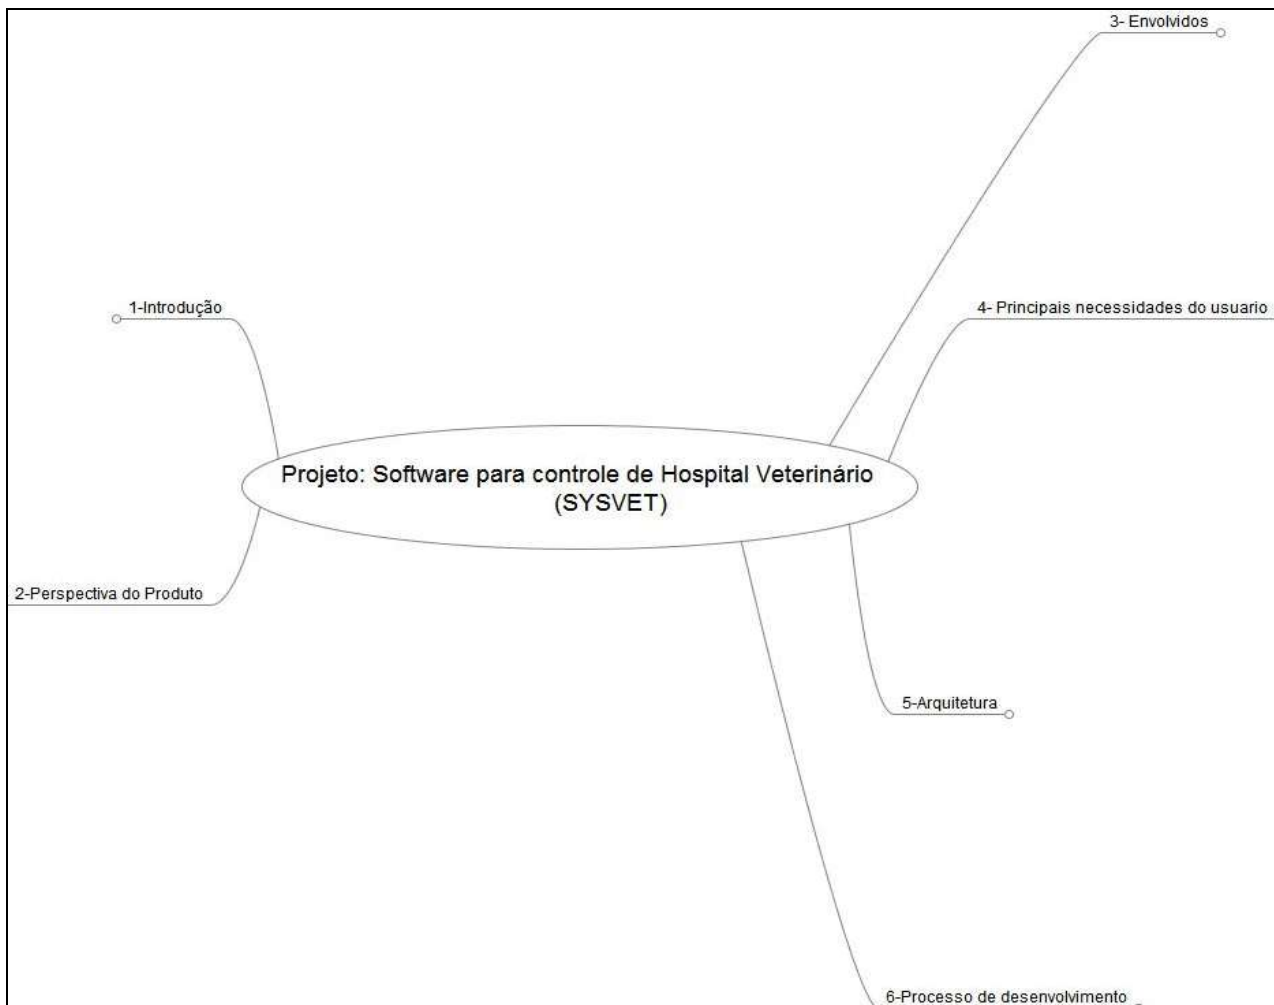 3- Envolvidos
1-Introdução
4- Principais necessidades do usuario
Projeto: Software para controle de Hospital Veterinário
(SYSVET)
2-Perspectiva do Produto
5-Arquitetura
6-Processo de desenvolvimento